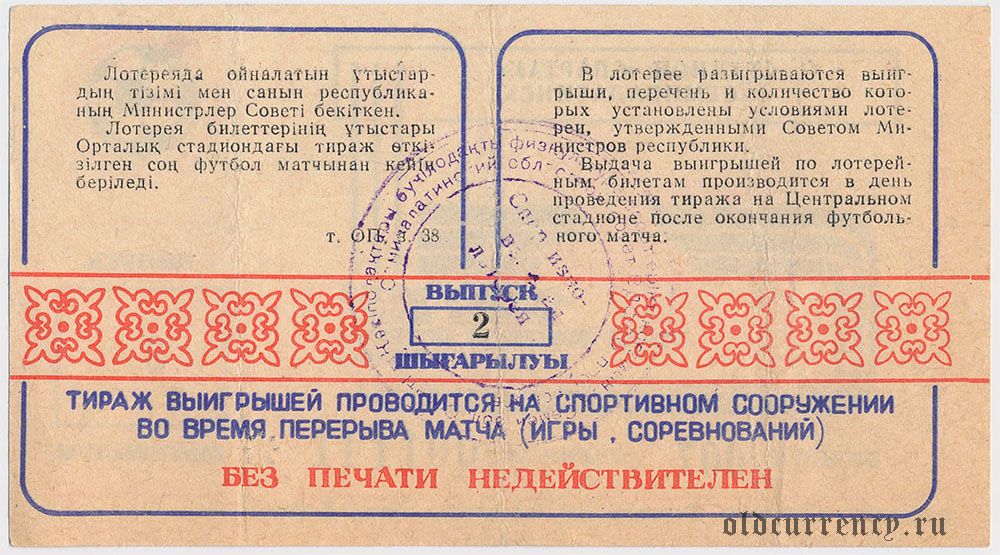 Лотереяда ойналатын ұтыстар-
дың тізімі мен санын республика-
ның Министрлер Советі бекіткен.
Лотерея билеттерінің ұтыстары
Орталық стадиондағы тираж өткі-
зілген соң футбол матчынан кейін
беріледі.
т. ОП 38
В лотерее разыгрываются выиг-
рыши, перечень и количество кото-
рых установлены условиями лоте-
реи, утвержденными Советом Ми-
нистров республики.
Выдача выигрышей по лотерей-
ным билетам производится в день
проведения тиража на Центральном
стадионе после окончания футболь-
ного матча.
ВЫПУСК
2
ШЫҒАРЫЛУЫ
ТИРАЖ ВЫИГРЫШЕЙ ПРОВОДИТСЯ НА СПОРТИВНОМ СООРУЖЕНИИ
ВО ВРЕМЯ ПЕРЕРЫВА МАТЧА (ИГРЫ , СОРЕВНОВАНИЙ)
БЕЗ ПЕЧАТИ НЕДЕЙСТВИТЕЛЕН
oldcurrency.ru